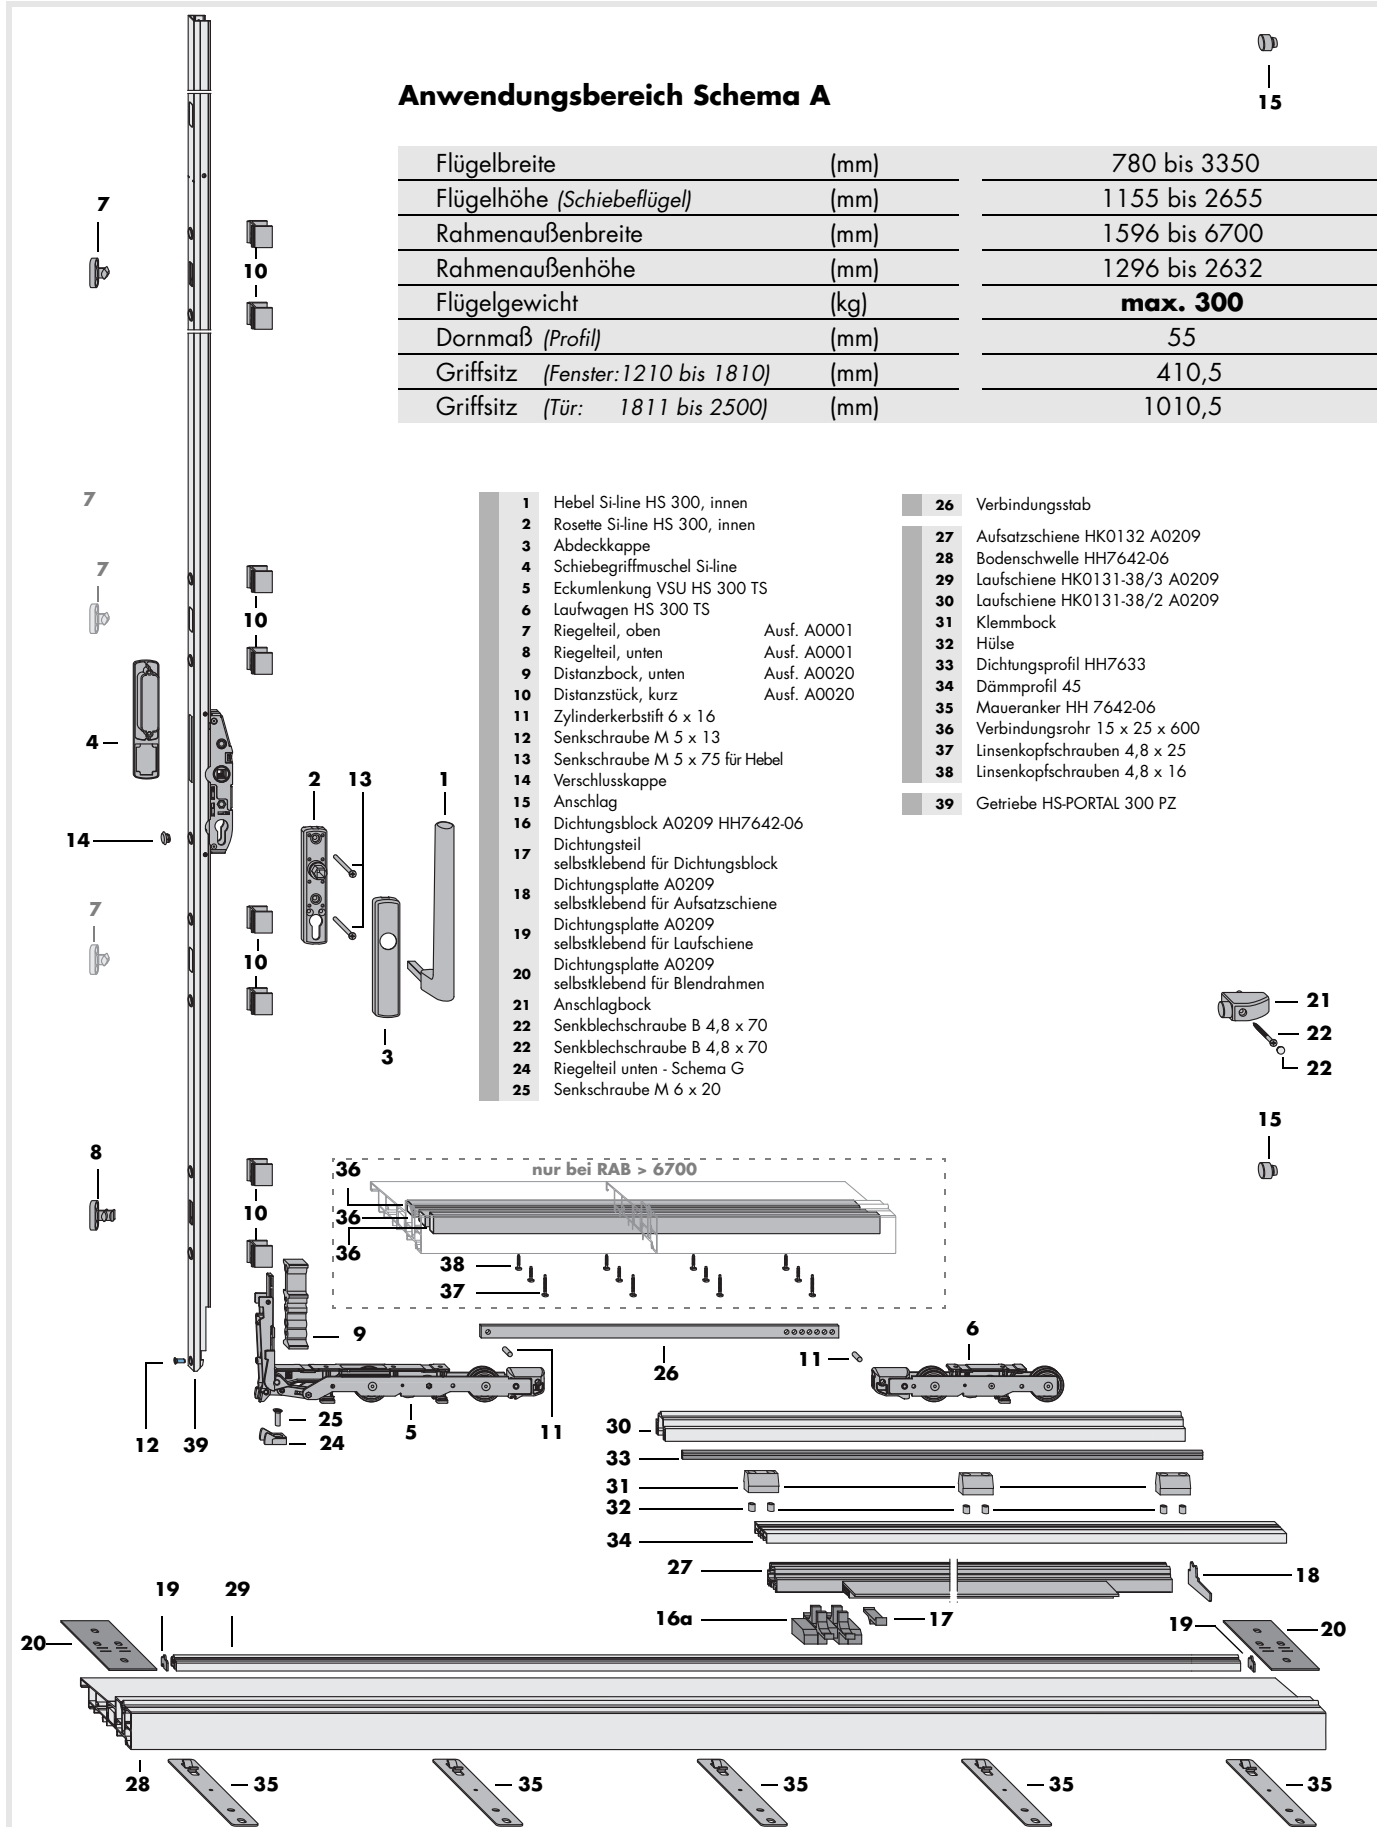 15
Anwendungsbereich Schema A
Flügelbreite (mm) 780 bis 3350
Flügelhöhe (Schiebeflügel) (mm) 1155 bis 2655
Rahmenaußenbreite (mm) 1596 bis 6700
Rahmenaußenhöhe (mm) 1296 bis 2632
Flügelgewicht (kg) max. 300
Dornmaß (Profil) (mm) 55
Griffsitz (Fenster:1210 bis 1810) (mm) 410,5
Griffsitz (Tür: 1811 bis 2500) (mm) 1010,5
7
10
7
7
10
4
14
2
13
1
7
10
3
1 Hebel Si-line HS 300, innen
2 Rosette Si-line HS 300, innen
3 Abdeckkappe
4 Schiebegriffmuschel Si-line
5 Eckumlenkung VSU HS 300 TS
6 Laufwagen HS 300 TS
7 Riegelteil, oben Ausf. A0001
8 Riegelteil, unten Ausf. A0001
9 Distanzbock, unten Ausf. A0020
10 Distanzstück, kurz Ausf. A0020
11 Zylinderkerbstift 6 x 16
12 Senkschraube M 5 x 13
13 Senkschraube M 5 x 75 für Hebel
14 Verschlusskappe
15 Anschlag
16 Dichtungsblock A0209 HH7642-06
17 Dichtungsteil
selbstklebend für Dichtungsblock
18 Dichtungsplatte A0209
selbstklebend für Aufsatzschiene
19 Dichtungsplatte A0209
selbstklebend für Laufschiene
20 Dichtungsplatte A0209
selbstklebend für Blendrahmen
21 Anschlagbock
22 Senkblechschraube B 4,8 x 70
22 Senkblechschraube B 4,8 x 70
24 Riegelteil unten - Schema G
25 Senkschraube M 6 x 20
26 Verbindungsstab
27 Aufsatzschiene HK0132 A0209
28 Bodenschwelle HH7642-06
29 Laufschiene HK0131-38/3 A0209
30 Laufschiene HK0131-38/2 A0209
31 Klemmbock
32 Hülse
33 Dichtungsprofil HH7633
34 Dämmprofil 45
35 Maueranker HH 7642-06
36 Verbindungsrohr 15 x 25 x 600
37 Linsenkopfschrauben 4,8 x 25
38 Linsenkopfschrauben 4,8 x 16
39 Getriebe HS-PORTAL 300 PZ
21
22
22
15
8
10
36 nur bei RAB > 6700
36
36
38
37
9
26
11
6
12
39
25
24
5
11
30
33
31
32
34
27
18
16a
17
19
29
19
20
20
28
35
35
35
35
35